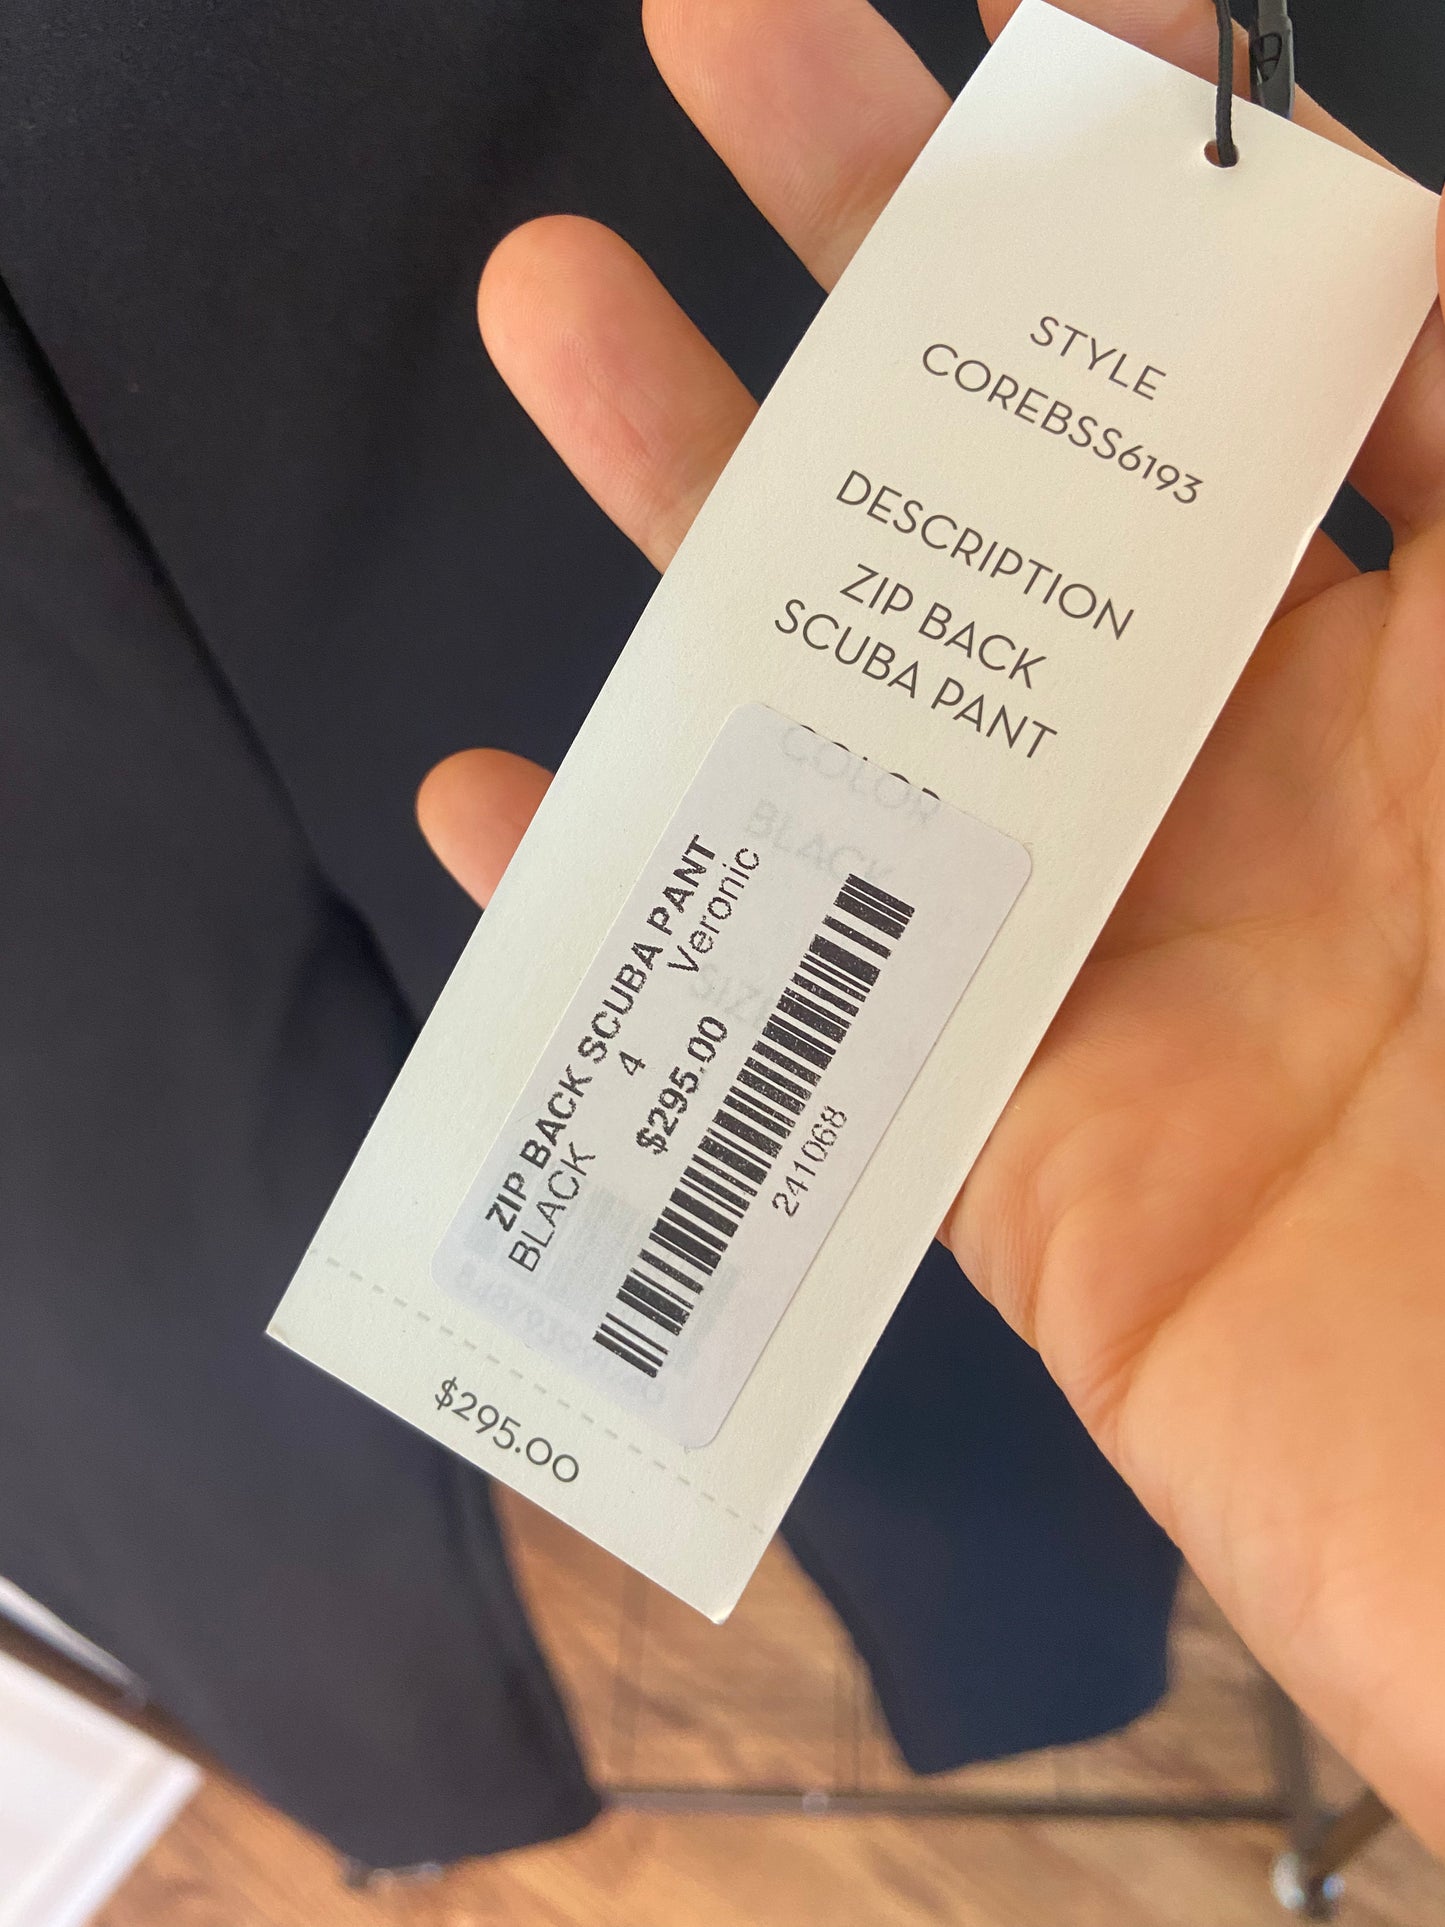 STYLE
COREBSS6193
DESCRIPTION
ZIP BACK
SCUBA PANT
COLOR
BLACK
ZIP BACK SCUBA PANT
BLACK 4 Veronic
$295.00
241068
$295.00